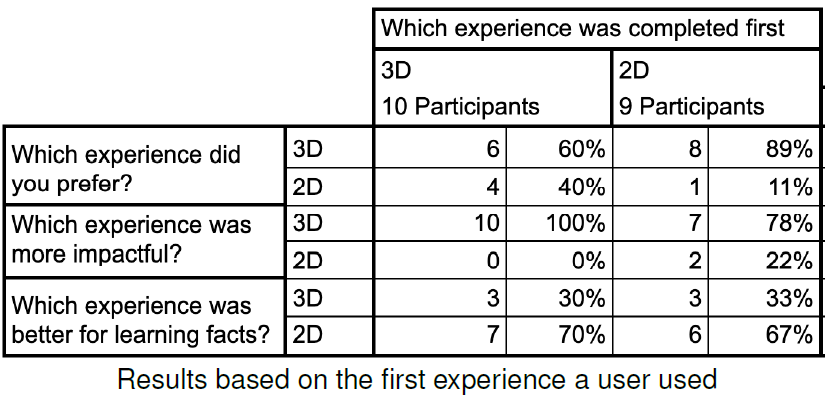 Which experience was completed first
3D 2D
10 Participants 9 Participants
Which experience did you prefer? 3D 6 60% 8 89%
2D 4 40% 1 11%
Which experience was more impactful? 3D 10 100% 7 78%
2D 0 0% 2 22%
Which experience was better for learning facts? 3D 3 30% 3 33%
2D 7 70% 6 67%
Results based on the first experience a user used